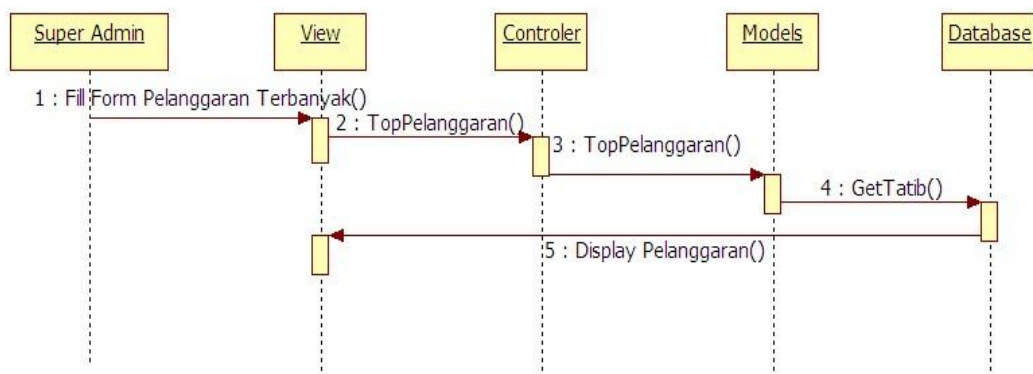 Super Admin
View
Controler
Models
Database
1 : Fill Form Pelanggaran Terbanyak()
2 : TopPelanggaran()
3 : TopPelanggaran()
4 : GetTatib()
5 : Display Pelanggaran()